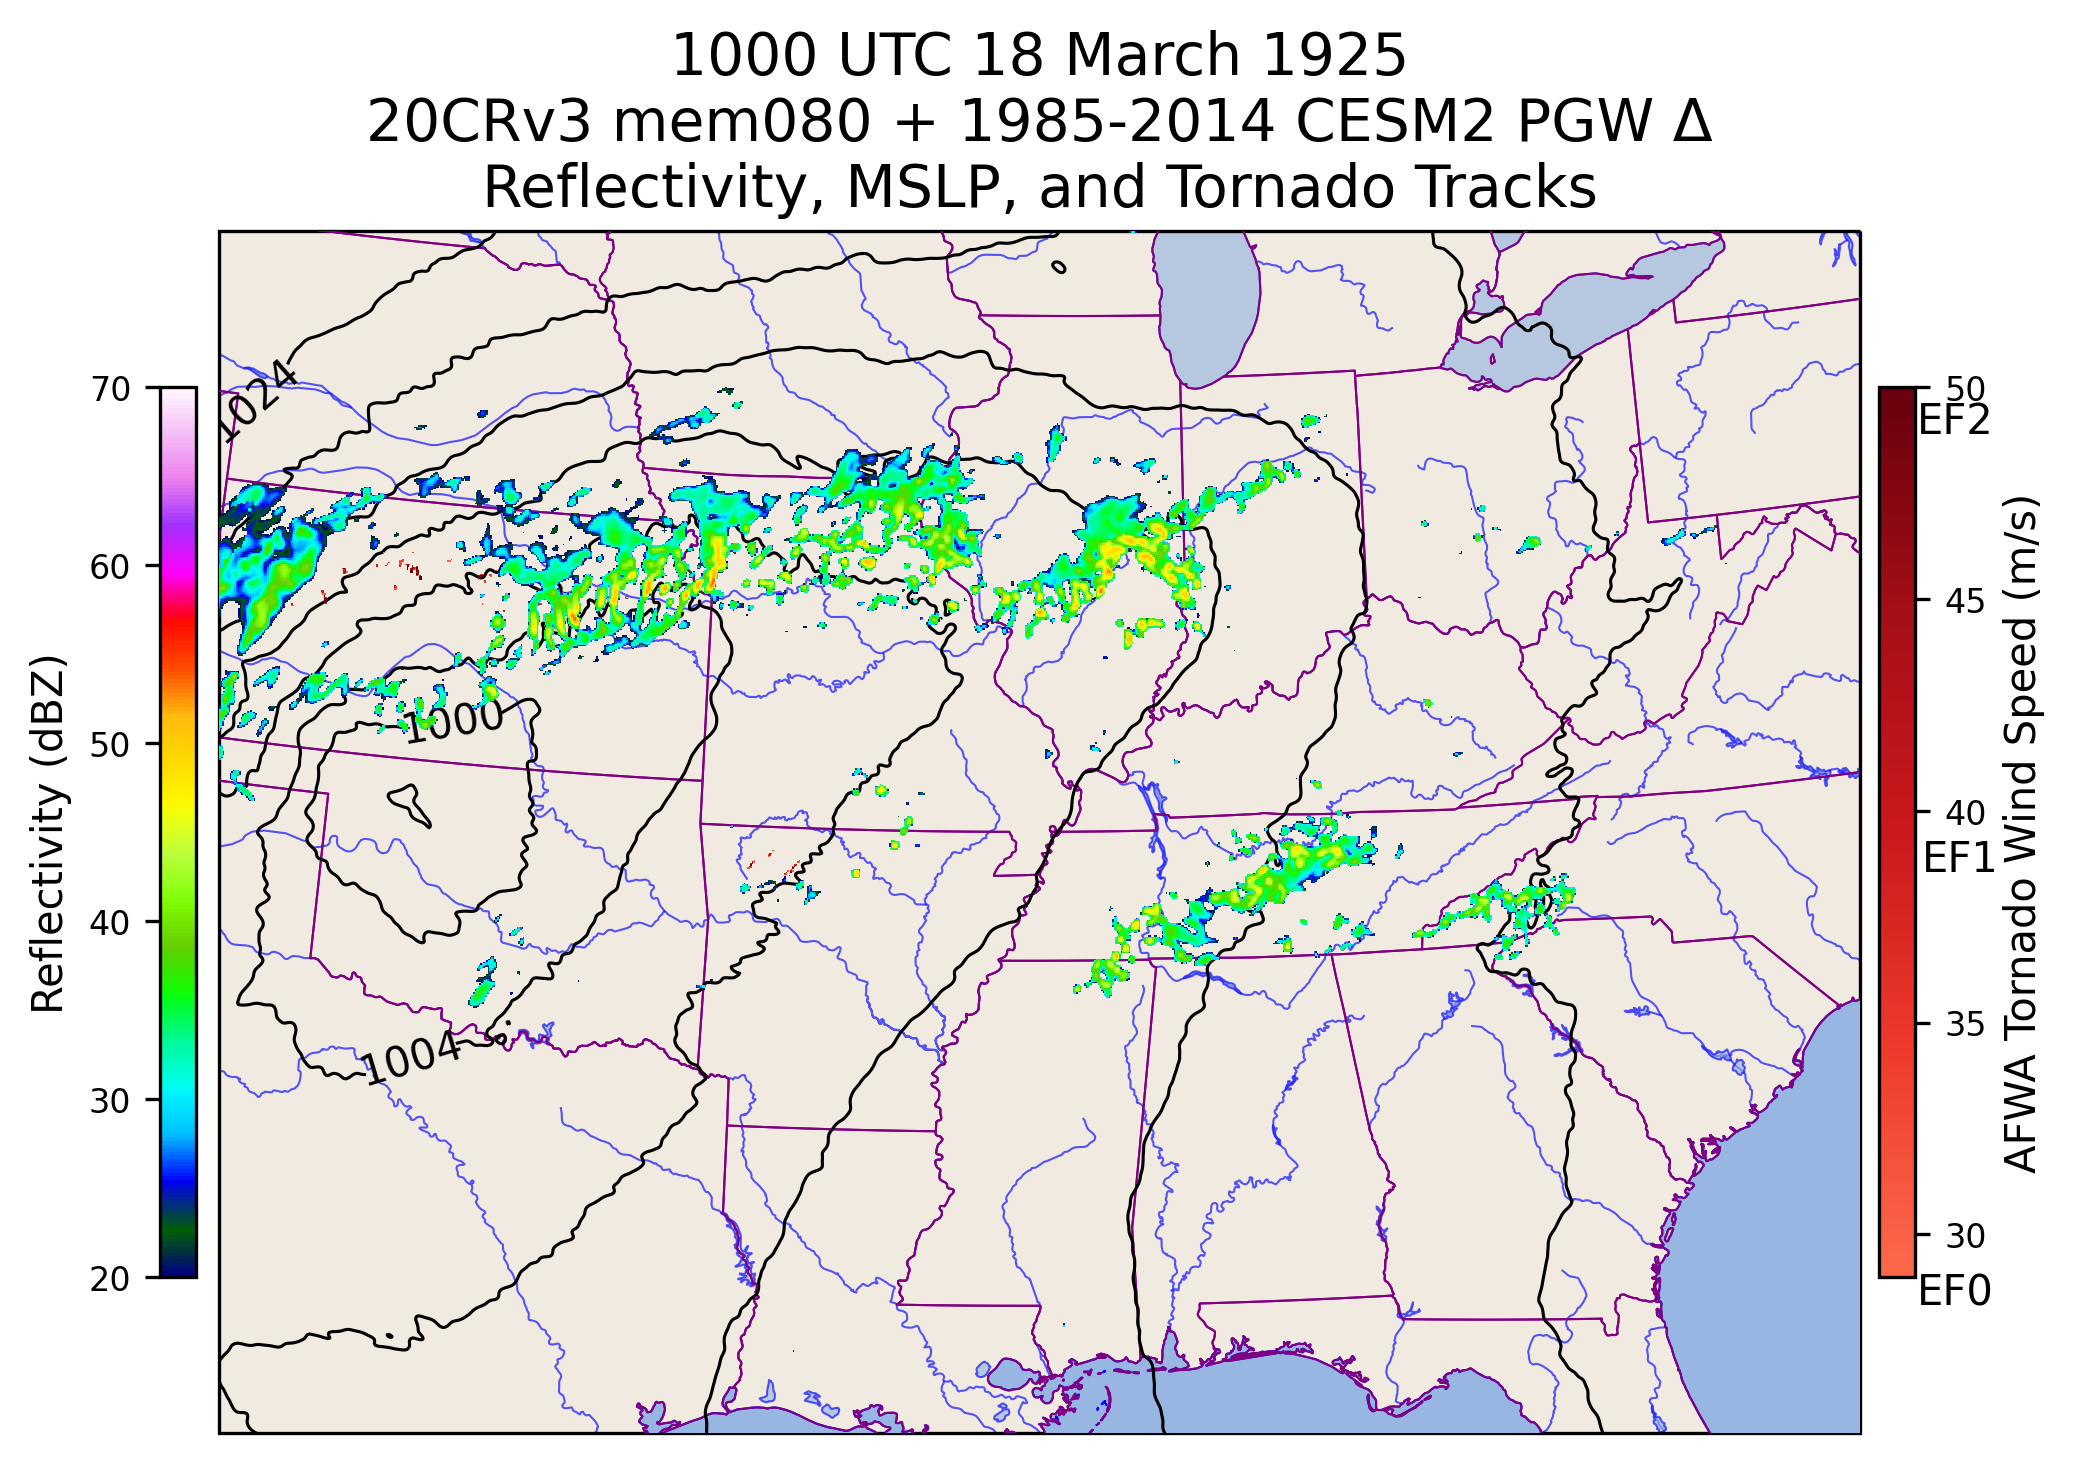 1000 UTC 18 March 1925
20CRv3 mem080 + 1985-2014 CESM2 PGW Δ
Reflectivity, MSLP, and Tornado Tracks
Reflectivity (dBZ)
70
60
50
40
30
20
1024
1000
1004
50
EF2
45
40
EF1
35
30
EF0
AFWA Tornado Wind Speed (m/s)